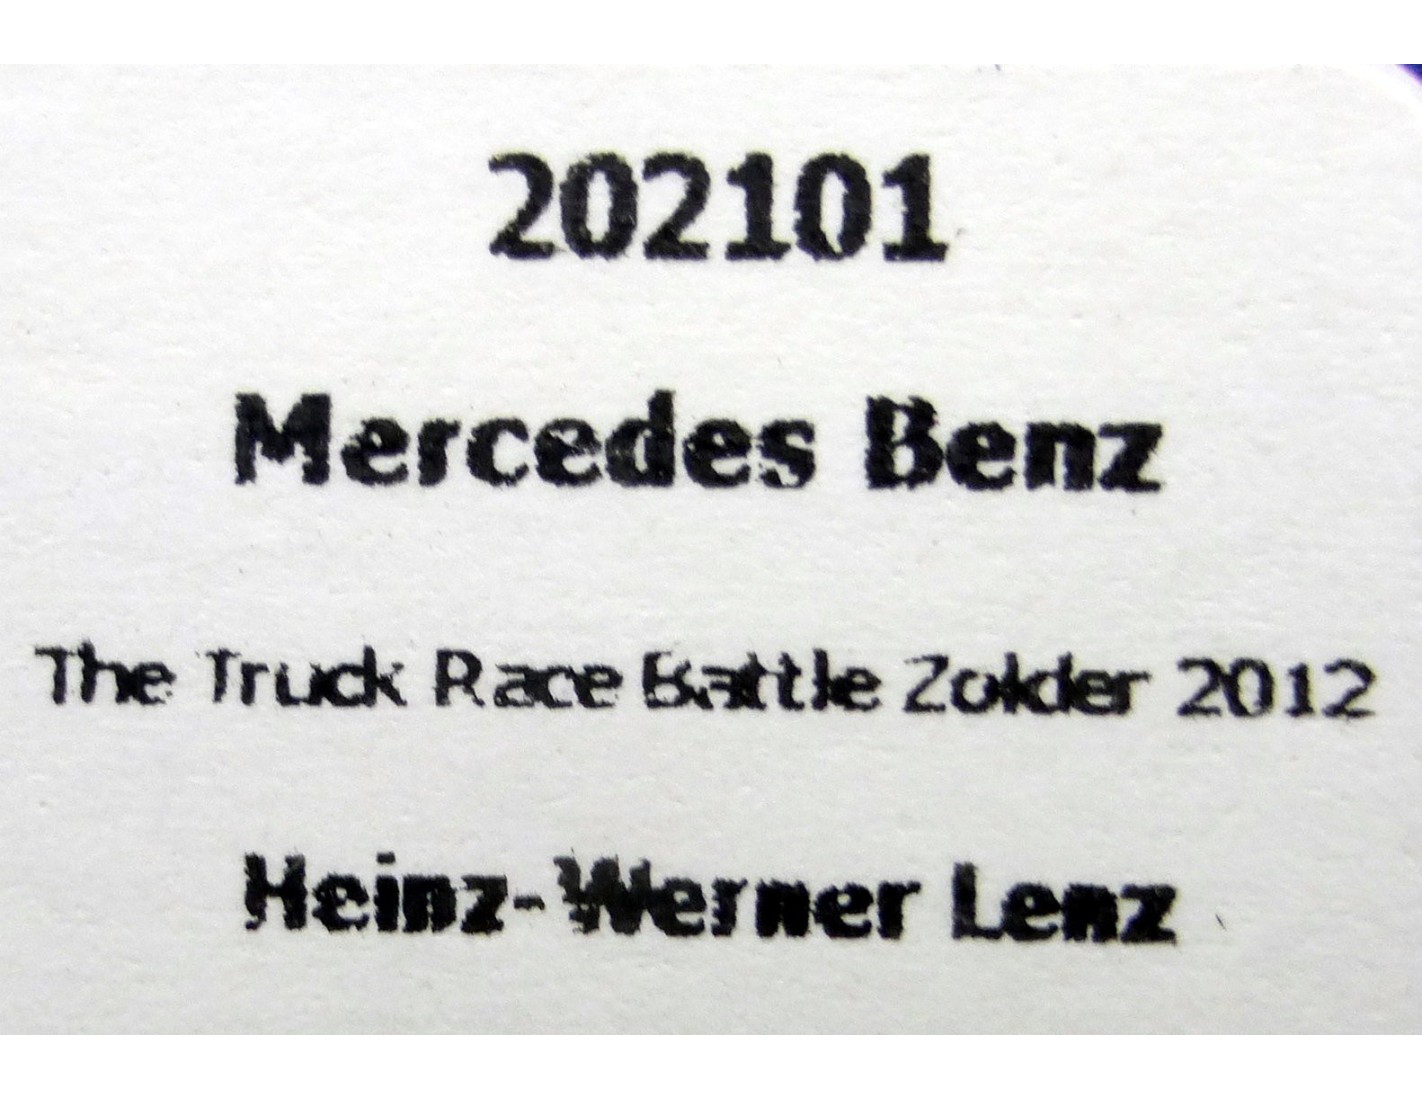 202101
Mercedes Benz
The Truck Race Battle Zolder 2012
Heinz-Werner Lenz